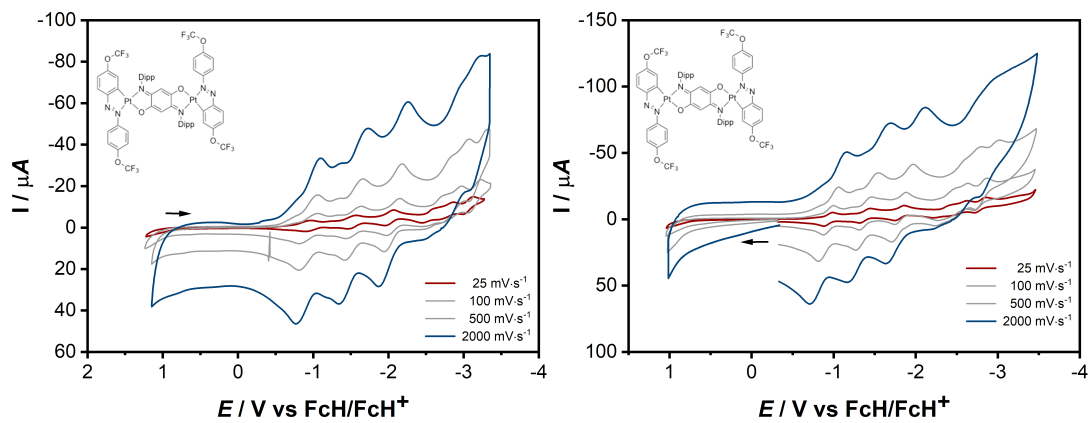 -100
-80
-60
-40
-20
0
20
40
60
I / μA
2 1 0 -1 -2 -3 -4
E / V vs FcH/FcH⁺
O CF₃
F₃C O
Dipp
N O N N
Pt Pt
N N O N
Dipp
O CF₃
O CF₃
25 mV·s⁻¹
100 mV·s⁻¹
500 mV·s⁻¹
2000 mV·s⁻¹
-150
-100
-50
0
50
100
I / μA
1 0 -1 -2 -3 -4
E / V vs FcH/FcH⁺
F₃C O
O CF₃
Dipp
N O N N
Pt Pt
N N O N
Dipp
O CF₃
O CF₃
25 mV·s⁻¹
100 mV·s⁻¹
500 mV·s⁻¹
2000 mV·s⁻¹